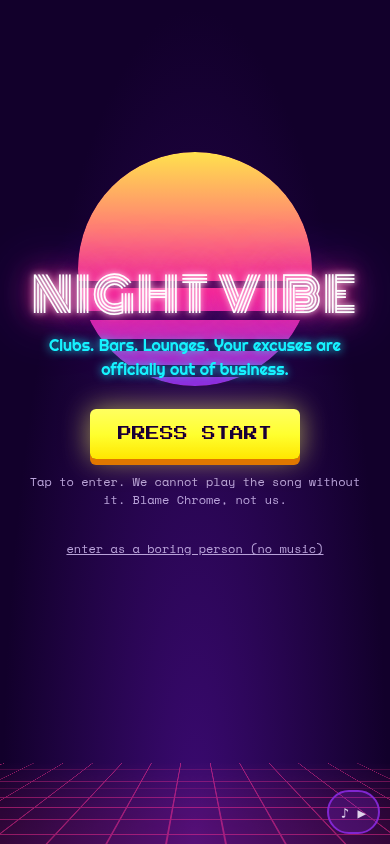 NIGHT VIBE
Clubs. Bars. Lounges. Your excuses are
officially out of business.
PRESS START
Tap to enter. We cannot play the song without
it. Blame Chrome, not us.
enter as a boring person (no music)
♪ ▶